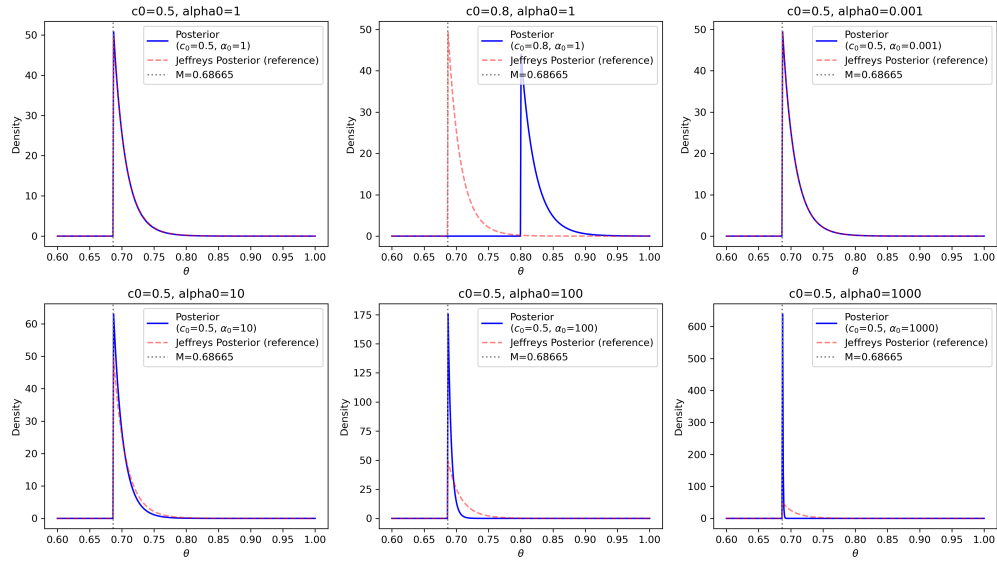 c0=0.5, alpha0=1
Density
50
40
30
20
10
0
Posterior
(c₀=0.5, α₀=1)
Jeffreys Posterior (reference)
M=0.68665
0.60 0.65 0.70 0.75 0.80 0.85 0.90 0.95 1.00
θ
c0=0.8, alpha0=1
Density
50
40
30
20
10
0
Posterior
(c₀=0.8, α₀=1)
Jeffreys Posterior (reference)
M=0.68665
0.60 0.65 0.70 0.75 0.80 0.85 0.90 0.95 1.00
θ
c0=0.5, alpha0=0.001
Density
50
40
30
20
10
0
Posterior
(c₀=0.5, α₀=0.001)
Jeffreys Posterior (reference)
M=0.68665
0.60 0.65 0.70 0.75 0.80 0.85 0.90 0.95 1.00
θ
c0=0.5, alpha0=10
Density
60
50
40
30
20
10
0
Posterior
(c₀=0.5, α₀=10)
Jeffreys Posterior (reference)
M=0.68665
0.60 0.65 0.70 0.75 0.80 0.85 0.90 0.95 1.00
θ
c0=0.5, alpha0=100
Density
175
150
125
100
75
50
25
0
Posterior
(c₀=0.5, α₀=100)
Jeffreys Posterior (reference)
M=0.68665
0.60 0.65 0.70 0.75 0.80 0.85 0.90 0.95 1.00
θ
c0=0.5, alpha0=1000
Density
600
500
400
300
200
100
0
Posterior
(c₀=0.5, α₀=1000)
Jeffreys Posterior (reference)
M=0.68665
0.60 0.65 0.70 0.75 0.80 0.85 0.90 0.95 1.00
θ